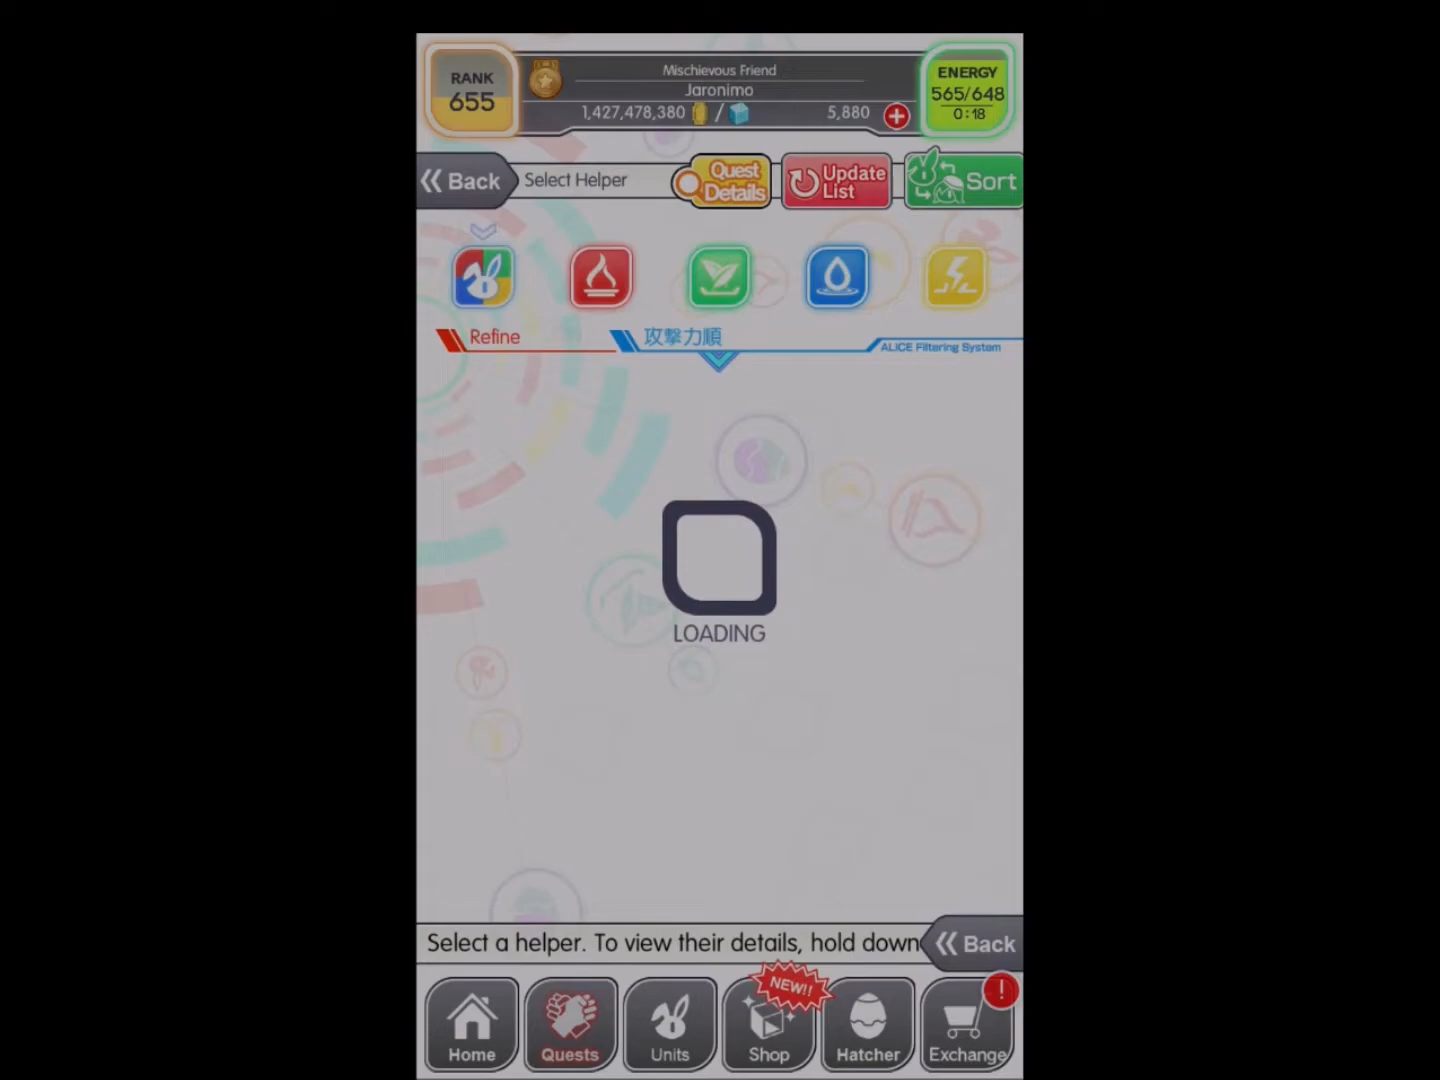 RANK
655
Mischievous Friend
Jaronimo
1,427,478,380 / 5,880
ENERGY
565/648
0:18
Back
Select Helper
Quest
Details
Update
List
Sort
Refine
攻撃力順
ALICE Filtering System
LOADING
Select a helper. To view their details, hold down
Back
Home
Quests
Units
NEW!!
Shop
Hatcher
!
Exchange